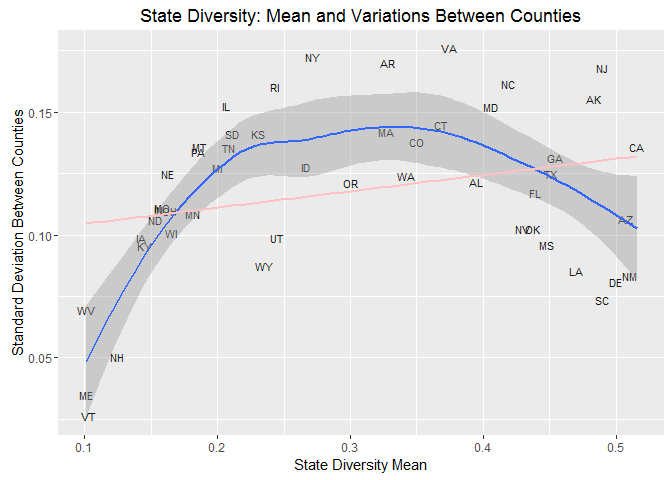 State Diversity: Mean and Variations Between Counties
VA
NY
AR
NJ
NC
RI
AK
IL
MD
0.15
CT
MT
SD
KS
MA
PA
TN
CO
CA
GA
MI
ID
NE
WA
TX
OR
AL
FL
MN
ND
AZ
WI
NV
OK
IA
UT
KY
MS
0.10
WY
LA
NM
DE
SC
WV
NH
0.05
ME
VT
0.1
0.2
0.3
0.4
0.5
State Diversity Mean
Standard Deviation Between Counties